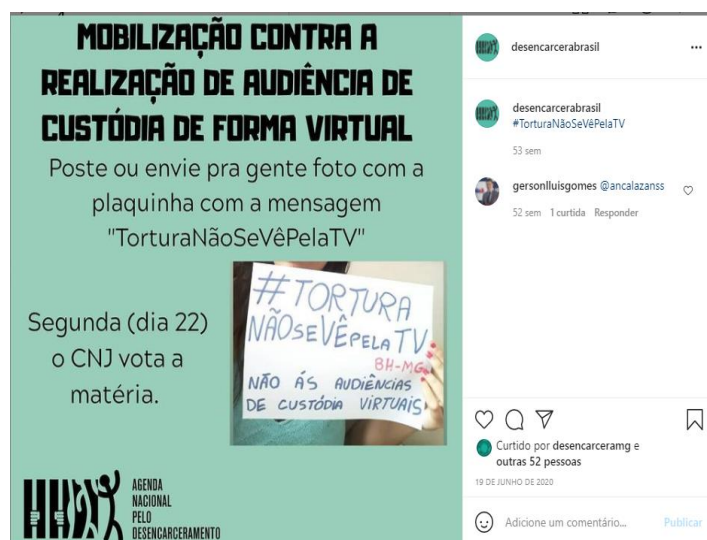 MOBILIZAÇÃO CONTRA A
REALIZAÇÃO DE AUDIÊNCIA DE
CUSTÓDIA DE FORMA VIRTUAL
Poste ou envie pra gente foto com a
plaquinha com a mensagem
"TorturaNãoSeVêPelaTV"
Segunda (dia 22)
o CNJ vota a
matéria.
#TORTURA
NÃOSEVÊPELATV
BH-MG
NÃO ÁS AUDIÊNCIAS
DE CUSTÓDIA VIRTUAIS
AGENDA
NACIONAL
PELO
DESENCARCERAMENTO
desencarcerabrasil
desencarcerabrasil
#TorturaNãoSeVêPelaTV
53 sem
gersonlluisgomes @ancalazanss
52 sem 1 curtida Responder
Curtido por desencarceramg e
outras 52 pessoas
19 DE JUNHO DE 2020
Adicione um comentário... Publicar